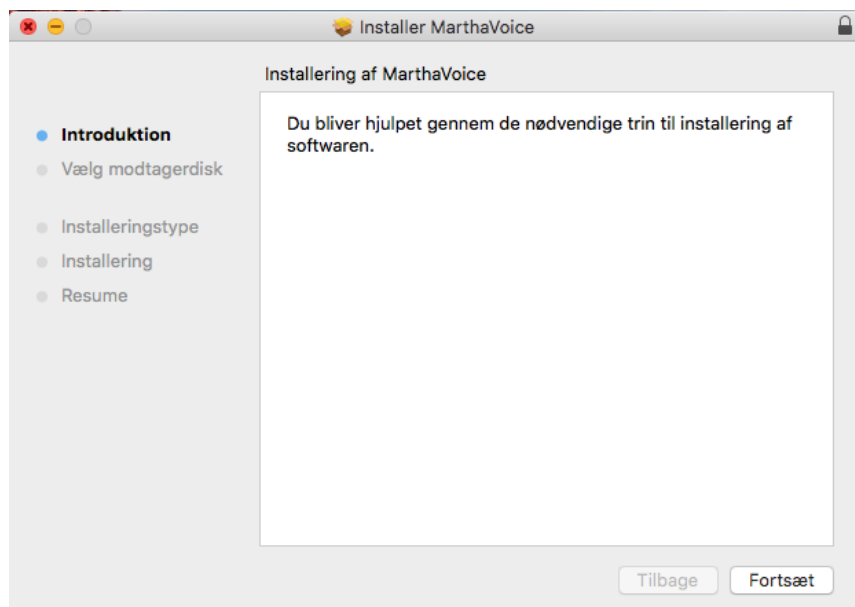 Installer MarthaVoice
Installering af MarthaVoice
Introduktion
Vælg modtagerdisk
Installeringstype
Installering
Resume
Du bliver hjulpet gennem de nødvendige trin til installering af
softwaren.
Tilbage
Fortsæt